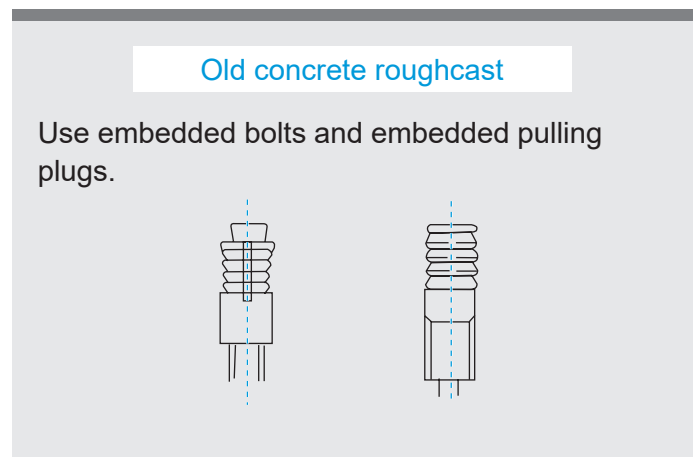 Old concrete roughcast
Use embedded bolts and embedded pulling
plugs.